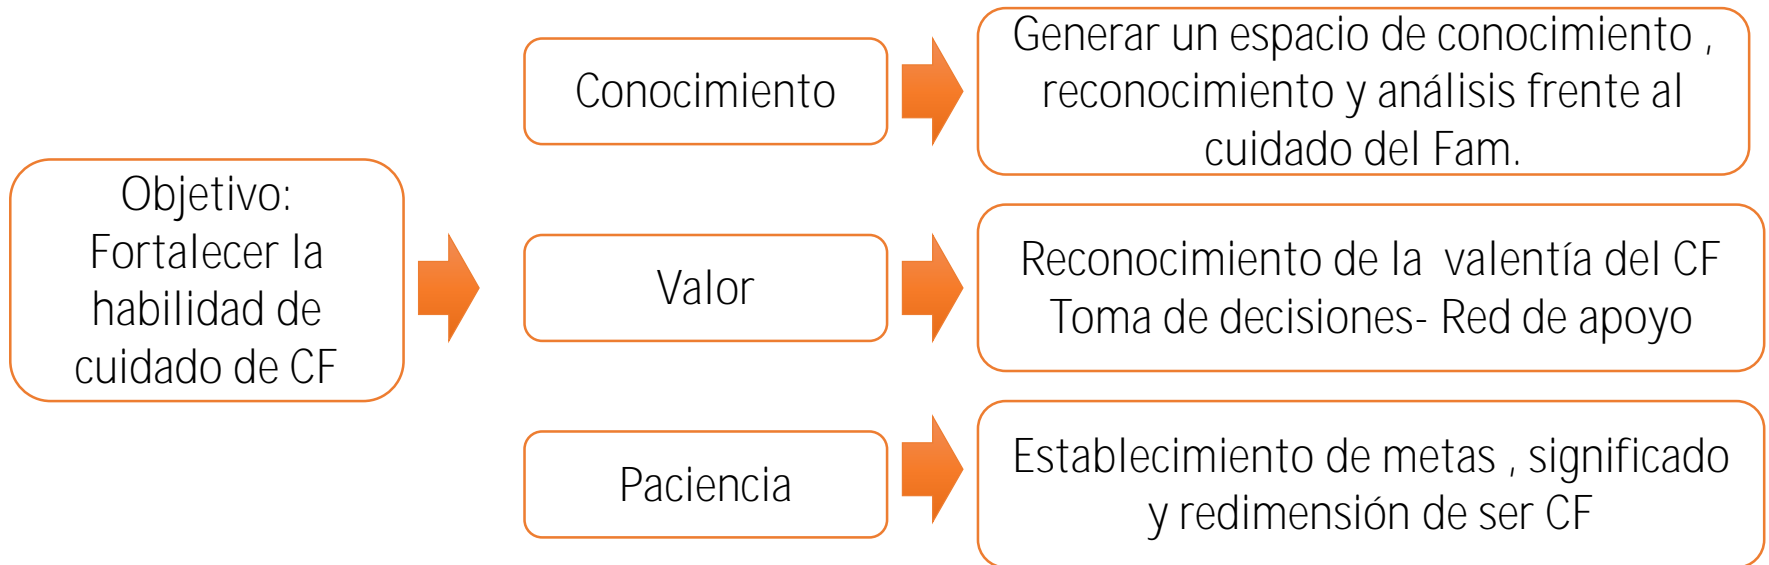 Objetivo:
Fortalecer la
habilidad de
cuidado de CF
Conocimiento
Generar un espacio de conocimiento ,
reconocimiento y análisis frente al
cuidado del Fam.
Valor
Reconocimiento de la valentía del CF
Toma de decisiones- Red de apoyo
Paciencia
Establecimiento de metas , significado
y redimensión de ser CF